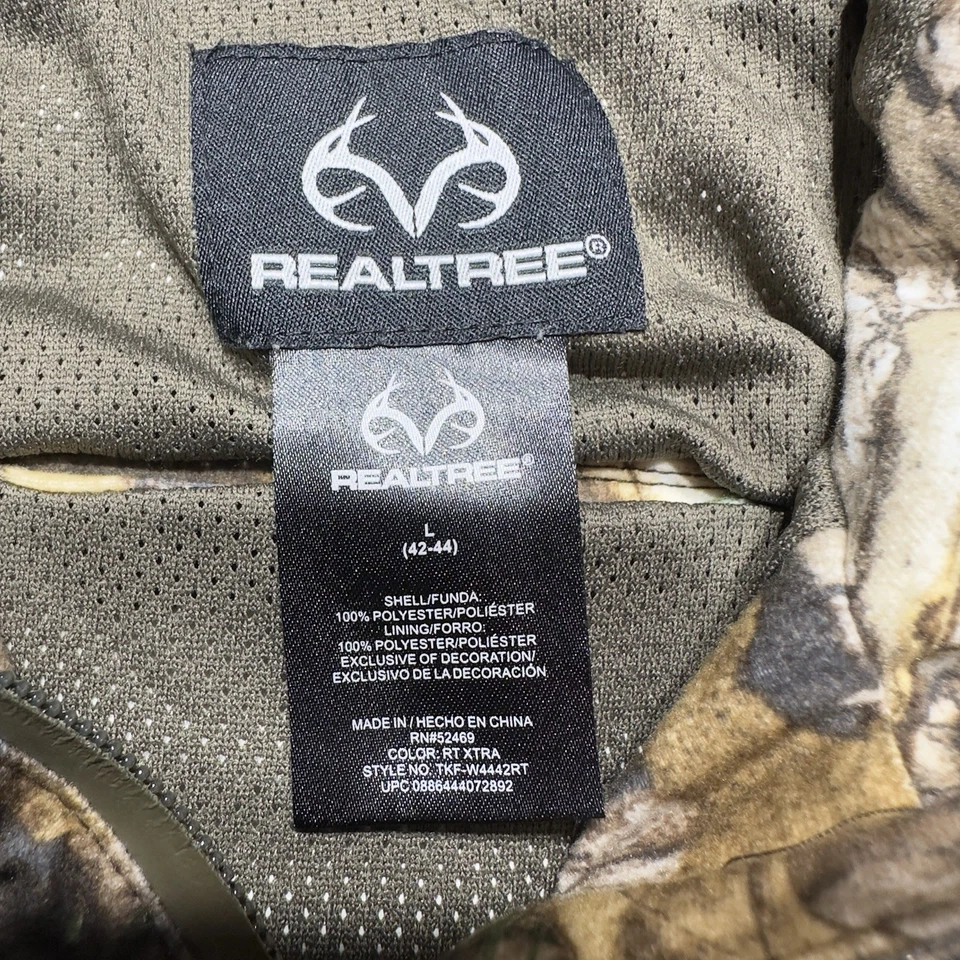 REALTREE®
REALTREE®
L
(42-44)
SHELL/FUNDA:
100% POLYESTER/POLIÉSTER
LINING/FORRO:
100% POLYESTER/POLIÉSTER
EXCLUSIVE OF DECORATION/
EXCLUSIVO DE LA DECORACIÓN
MADE IN / HECHO EN CHINA
RN#52469
COLOR: RT XTRA
STYLE NO. TKF-W4442RT
UPC 0886444072892